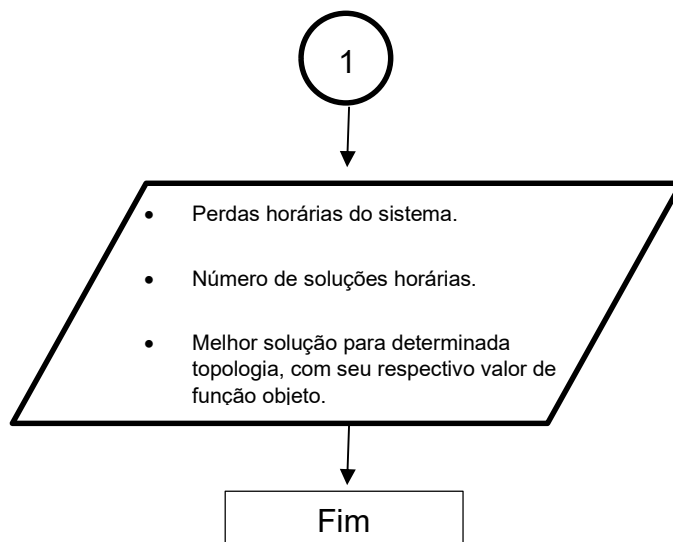 1
• Perdas horárias do sistema.
• Número de soluções horárias.
• Melhor solução para determinada
topologia, com seu respectivo valor de
função objeto.
Fim